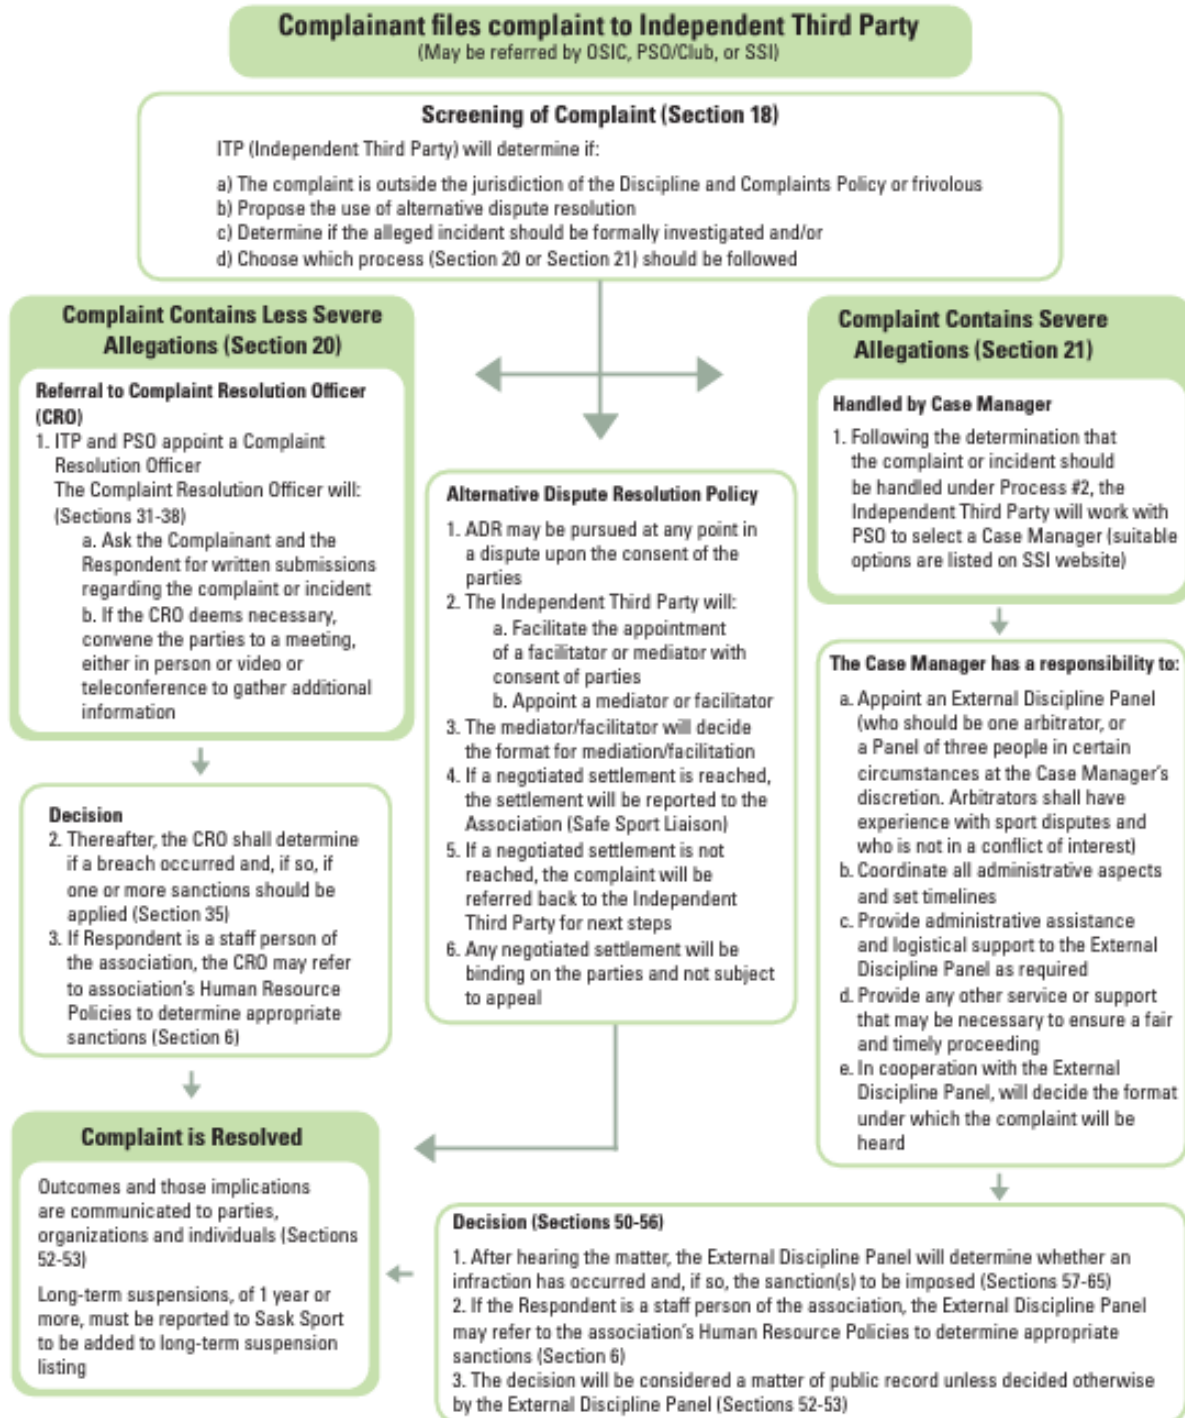 Complainant files complaint to Independent Third Party
(May be referred by OSIC, PSO/Club, or SSI)
Screening of Complaint (Section 18)
ITP (Independent Third Party) will determine if:
a) The complaint is outside the jurisdiction of the Discipline and Complaints Policy or frivolous
b) Propose the use of alternative dispute resolution
c) Determine if the alleged incident should be formally investigated and/or
d) Choose which process (Section 20 or Section 21) should be followed
Complaint Contains Less Severe
Allegations (Section 20)
Referral to Complaint Resolution Officer
(CRO)
1. ITP and PSO appoint a Complaint
Resolution Officer
The Complaint Resolution Officer will:
(Sections 31-38)
a. Ask the Complainant and the
Respondent for written submissions
regarding the complaint or incident
b. If the CRO deems necessary,
convene the parties to a meeting,
either in person or video or
teleconference to gather additional
information
Decision
2. Thereafter, the CRO shall determine
if a breach occurred and, if so, if
one or more sanctions should be
applied (Section 35)
3. If Respondent is a staff person of
the association, the CRO may refer
to association's Human Resource
Policies to determine appropriate
sanctions (Section 6)
Alternative Dispute Resolution Policy
1. ADR may be pursued at any point in
a dispute upon the consent of the
parties
2. The Independent Third Party will:
a. Facilitate the appointment
of a facilitator or mediator with
consent of parties
b. Appoint a mediator or facilitator
3. The mediator/facilitator will decide
the format for mediation/facilitation
4. If a negotiated settlement is reached,
the settlement will be reported to the
Association (Safe Sport Liaison)
5. If a negotiated settlement is not
reached, the complaint will be
referred back to the Independent
Third Party for next steps
6. Any negotiated settlement will be
binding on the parties and not subject
to appeal
Complaint Contains Severe
Allegations (Section 21)
Handled by Case Manager
1. Following the determination that
the complaint or incident should
be handled under Process #2, the
Independent Third Party will work with
PSO to select a Case Manager (suitable
options are listed on SSI website)
The Case Manager has a responsibility to:
a. Appoint an External Discipline Panel
(who should be one arbitrator, or
a Panel of three people in certain
circumstances at the Case Manager's
discretion. Arbitrators shall have
experience with sport disputes and
who is not in a conflict of interest)
b. Coordinate all administrative aspects
and set timelines
c. Provide administrative assistance
and logistical support to the External
Discipline Panel as required
d. Provide any other service or support
that may be necessary to ensure a fair
and timely proceeding
e. In cooperation with the External
Discipline Panel, will decide the format
under which the complaint will be
heard
Decision (Sections 50-56)
1. After hearing the matter, the External Discipline Panel will determine whether an
infraction has occurred and, if so, the sanction(s) to be imposed (Sections 57-65)
2. If the Respondent is a staff person of the association, the External Discipline Panel
may refer to the association's Human Resource Policies to determine appropriate
sanctions (Section 6)
3. The decision will be considered a matter of public record unless decided otherwise
by the External Discipline Panel (Sections 52-53)
Complaint is Resolved
Outcomes and those implications
are communicated to parties,
organizations and individuals (Sections
52-53)
Long-term suspensions, of 1 year or
more, must be reported to Sask Sport
to be added to long-term suspension
listing